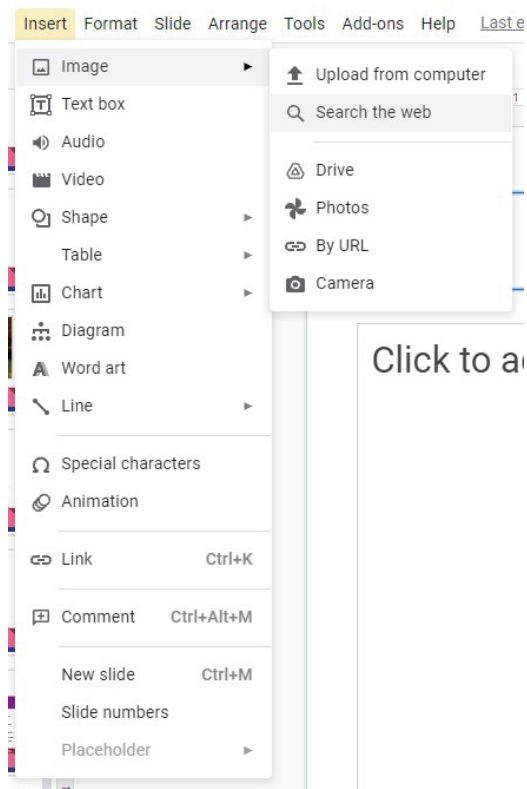 Insert Format Slide Arrange Tools Add-ons Help Last e
Image
Text box
Audio
Video
Shape
Table
Chart
Diagram
Word art
Line
Special characters
Animation
Link Ctrl+K
Comment Ctrl+Alt+M
New slide Ctrl+M
Slide numbers
Placeholder
Upload from computer
Search the web
Drive
Photos
By URL
Camera
1
Click to a